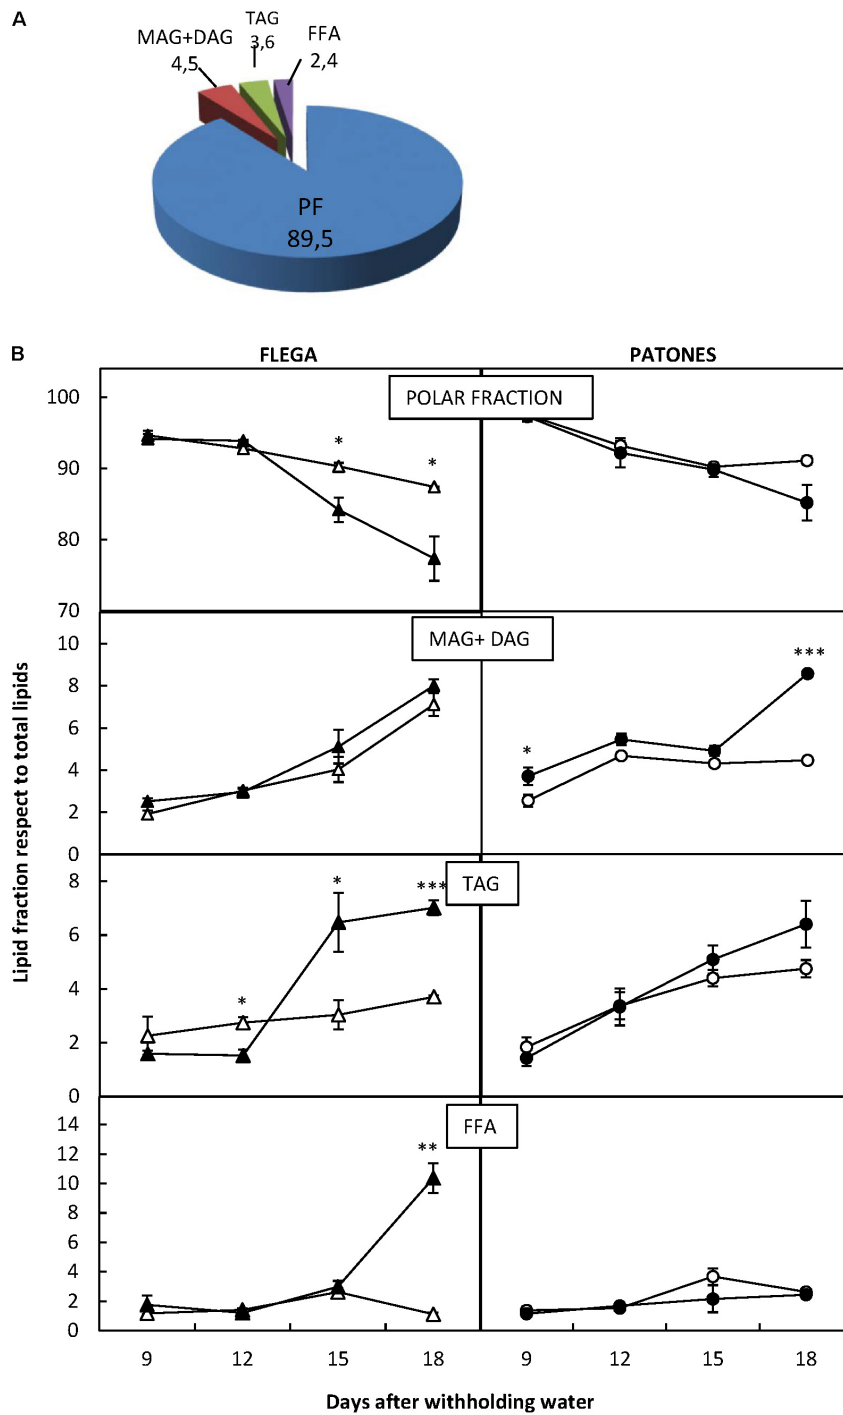 A
MAG+DAG
4,5
TAG
3,6
FFA
2,4
PF
89,5
B
FLEGA
PATONES
POLAR FRACTION
100
90
80
70
*
*
MAG+ DAG
10
8
6
4
2
0
*
***
TAG
8
6
4
2
0
*
*
***
FFA
14
12
10
8
6
4
2
0
**
Lipid fraction respect to total lipids
9 12 15 18 9 12 15 18
Days after withholding water